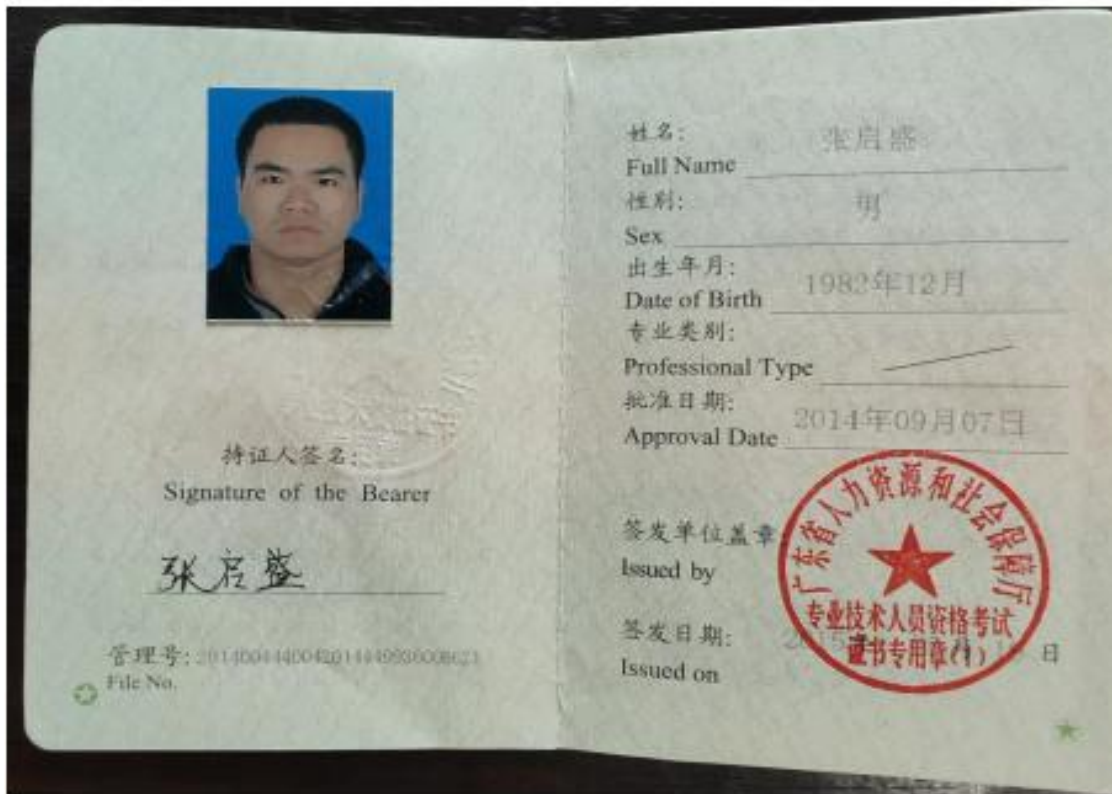 持证人签名:
Signature of the Bearer
张启盛
管理号:
File No.
姓名: 张启盛
Full Name
性别: 男
Sex
出生年月: 1982年12月
Date of Birth
专业类别:
Professional Type
批准日期: 2014年09月07日
Approval Date
签发单位盖章
Issued by
签发日期: 日
Issued on
广东省人力资源和社会保障厅
专业技术人员资格考试
证书专用章(1)